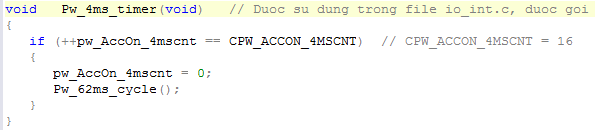 void   Pw_4ms_timer(void)   // Duoc su dung trong file io_int.c, duoc goi
{
   if (++pw_AccOn_4mscnt == CPW_ACCON_4MSCNT)  // CPW_ACCON_4MSCNT = 16
   {
      pw_AccOn_4mscnt = 0;
      Pw_62ms_cycle();
   }
}